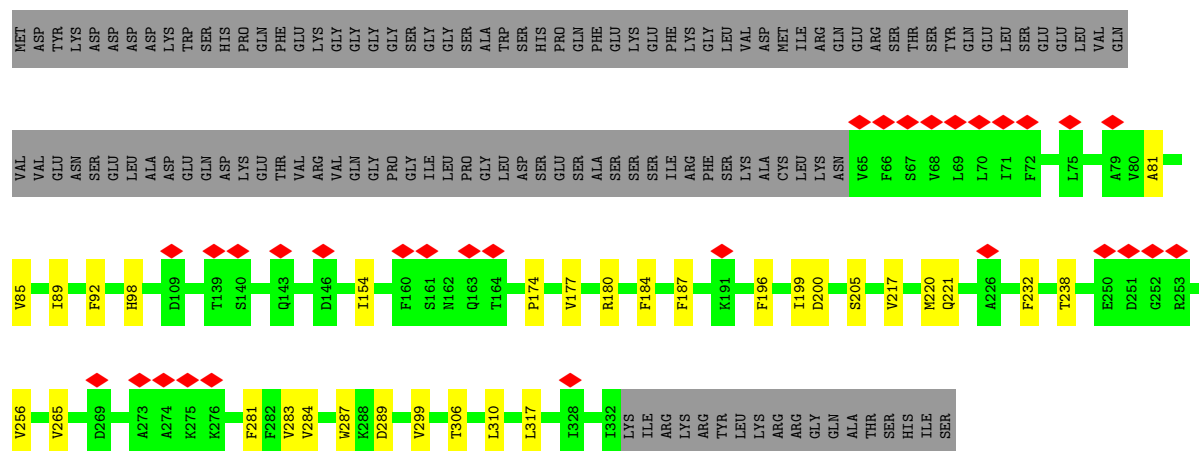 MET ASP TYR LYS ASP ASP ASP ASP LYS TRP SER HIS PRO GLN PHE GLU LYS GLY GLY GLY GLY SER GLY GLY SER ALA TRP SER HIS PRO GLN PHE GLU LYS GLU PHE LYS GLY LEU VAL ASP MET ILE ARG GLN GLU ARG SER THR SER TYR GLN GLU LEU SER GLU GLU LEU VAL GLN
VAL VAL GLU ASN SER GLU LEU ALA ASP GLU GLN ASP LYS GLU THR VAL ARG VAL GLN GLY PRO GLY ILE LEU PRO GLY LEU ASP SER GLU SER ALA SER SER SER ILE ARG PHE SER LYS ALA CYS LEU LYS ASN V65 F66 S67 V68 L69 L70 I71 F72 L75 A79 V80 A81
V85 I89 F92 H98 D109 T139 S140 Q143 D146 I154 F160 S161 N162 Q163 T164 P174 V177 R180 F184 F187 K191 F196 I199 D200 S205 V217 M220 Q221 A226 F232 T238 E250 D251 G252 R253
V256 V265 D269 A273 A274 K275 K276 F281 F282 V283 V284 W287 K288 D289 V299 T306 L310 L317 I328 I332 LYS ILE ARG LYS ARG TYR LEU LYS ARG ARG GLY GLN ALA THR SER HIS ILE SER